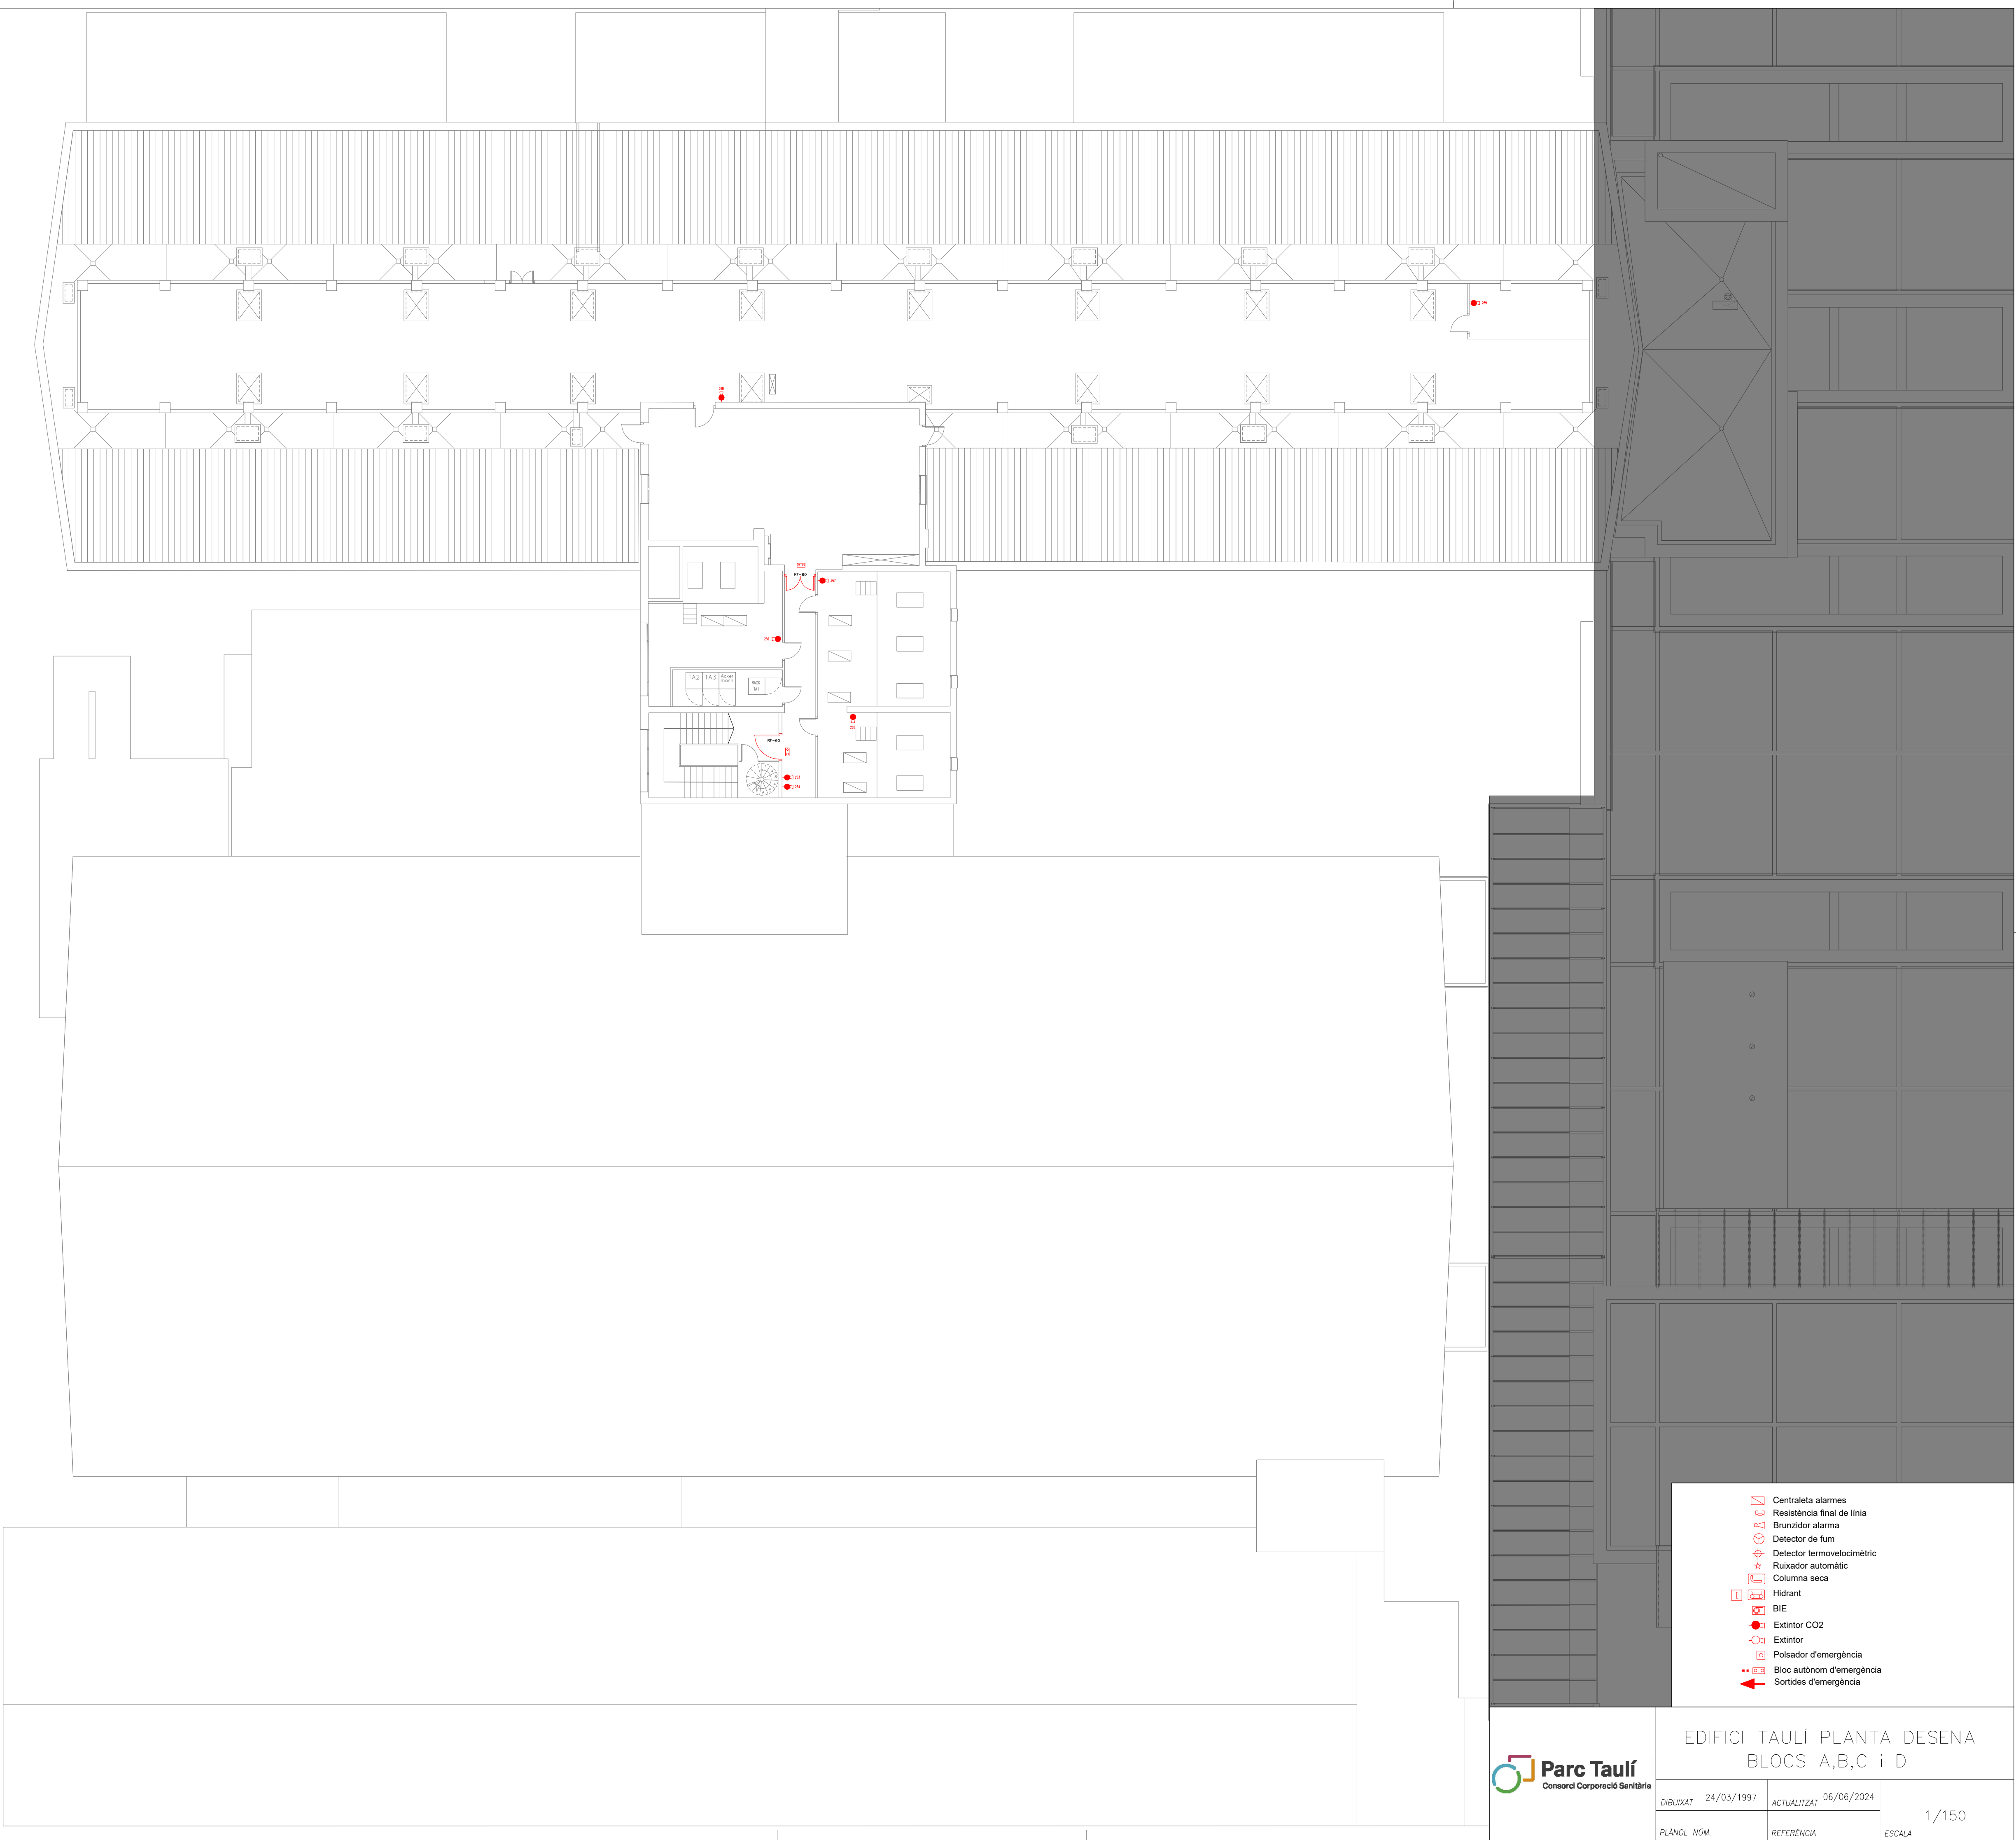 RF-60
TA2 TA3 Acker
RF-60
Centraleta alarmes
Resistència final de línia
Brunzidor alarma
Detector de fum
Detector termovelocimètric
Ruixador automàtic
Columna seca
Hidrant
BIE
Extintor CO2
Extintor
Polsador d'emergència
Bloc autònom d'emergència
Sortides d'emergència
Parc Taulí
Consorci Corporació Sanitària
EDIFICI TAULÍ PLANTA DESENA
BLOCS A,B,C i D
DIBUIXAT 24/03/1997
ACTUALITZAT 06/06/2024
PLÀNOL NÚM.
REFERÈNCIA
ESCALA 1/150